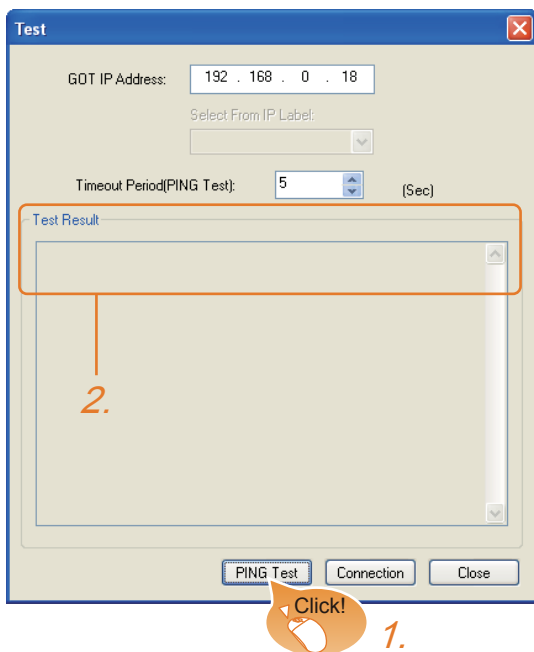 Test
GOT IP Address: 192 . 168 . 0 . 18
Select From IP Label:
Timeout Period(PING Test): 5 (Sec)
Test Result
2.
PING Test Connection Close
Click!
1.